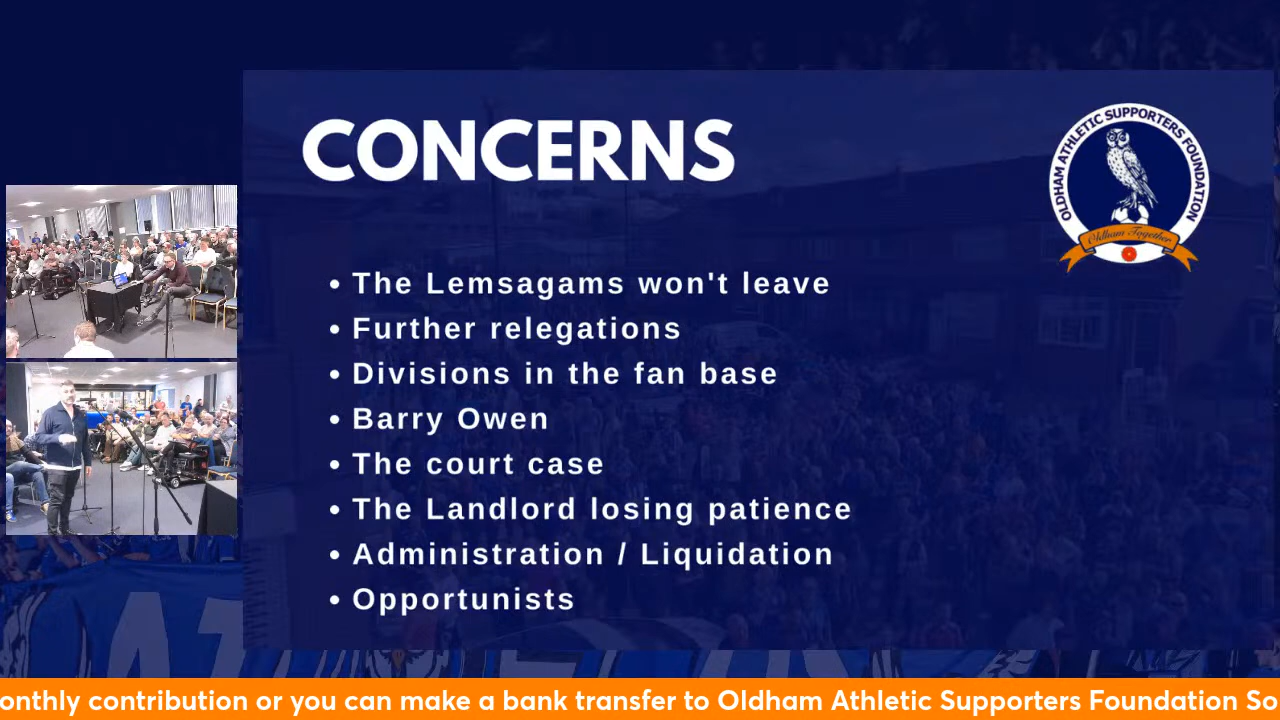 CONCERNS
OLDHAM ATHLETIC SUPPORTERS FOUNDATION
Oldham Together
• The Lemsagams won't leave
• Further relegations
• Divisions in the fan base
• Barry Owen
• The court case
• The Landlord losing patience
• Administration / Liquidation
• Opportunists
onthly contribution or you can make a bank transfer to Oldham Athletic Supporters Foundation So